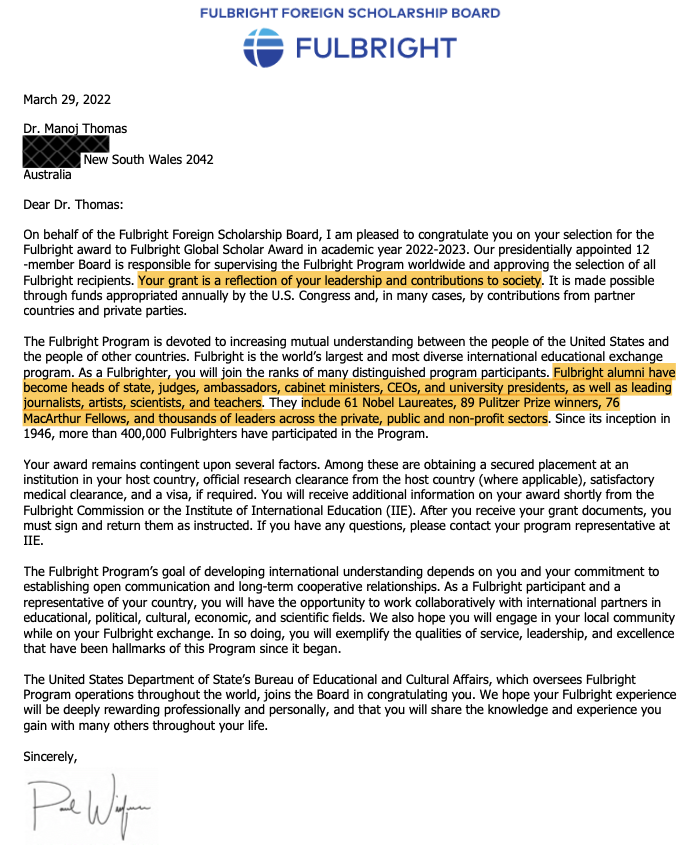 FULBRIGHT FOREIGN SCHOLARSHIP BOARD
FULBRIGHT
March 29, 2022
Dr. Manoj Thomas
New South Wales 2042
Australia
Dear Dr. Thomas:
On behalf of the Fulbright Foreign Scholarship Board, I am pleased to congratulate you on your selection for the
Fulbright award to Fulbright Global Scholar Award in academic year 2022-2023. Our presidentially appointed 12
-member Board is responsible for supervising the Fulbright Program worldwide and approving the selection of all
Fulbright recipients. Your grant is a reflection of your leadership and contributions to society. It is made possible
through funds appropriated annually by the U.S. Congress and, in many cases, by contributions from partner
countries and private parties.
The Fulbright Program is devoted to increasing mutual understanding between the people of the United States and
the people of other countries. Fulbright is the world's largest and most diverse international educational exchange
program. As a Fulbrighter, you will join the ranks of many distinguished program participants. Fulbright alumni have
become heads of state, judges, ambassadors, cabinet ministers, CEOs, and university presidents, as well as leading
journalists, artists, scientists, and teachers. They include 61 Nobel Laureates, 89 Pulitzer Prize winners, 76
MacArthur Fellows, and thousands of leaders across the private, public and non-profit sectors. Since its inception in
1946, more than 400,000 Fulbrighters have participated in the Program.
Your award remains contingent upon several factors. Among these are obtaining a secured placement at an
institution in your host country, official research clearance from the host country (where applicable), satisfactory
medical clearance, and a visa, if required. You will receive additional information on your award shortly from the
Fulbright Commission or the Institute of International Education (IIE). After you receive your grant documents, you
must sign and return them as instructed. If you have any questions, please contact your program representative at
IIE.
The Fulbright Program's goal of developing international understanding depends on you and your commitment to
establishing open communication and long-term cooperative relationships. As a Fulbright participant and a
representative of your country, you will have the opportunity to work collaboratively with international partners in
educational, political, cultural, economic, and scientific fields. We also hope you will engage in your local community
while on your Fulbright exchange. In so doing, you will exemplify the qualities of service, leadership, and excellence
that have been hallmarks of this Program since it began.
The United States Department of State's Bureau of Educational and Cultural Affairs, which oversees Fulbright
Program operations throughout the world, joins the Board in congratulating you. We hope your Fulbright experience
will be deeply rewarding professionally and personally, and that you will share the knowledge and experience you
gain with many others throughout your life.
Sincerely,